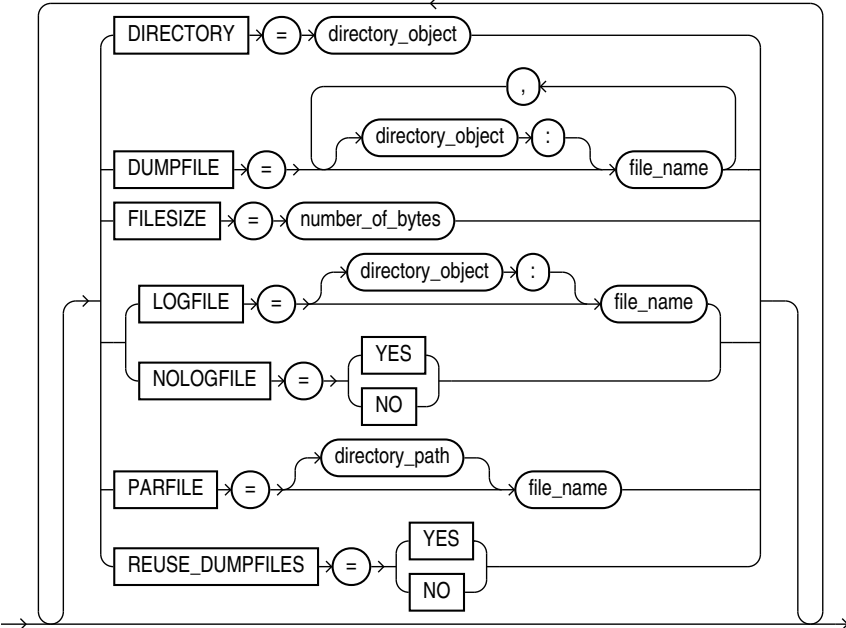 DIRECTORY = directory_object
,
directory_object :
DUMPFILE = file_name
FILESIZE = number_of_bytes
directory_object :
LOGFILE = file_name
YES
NOLOGFILE =
NO
directory_path
PARFILE = file_name
YES
REUSE_DUMPFILES =
NO